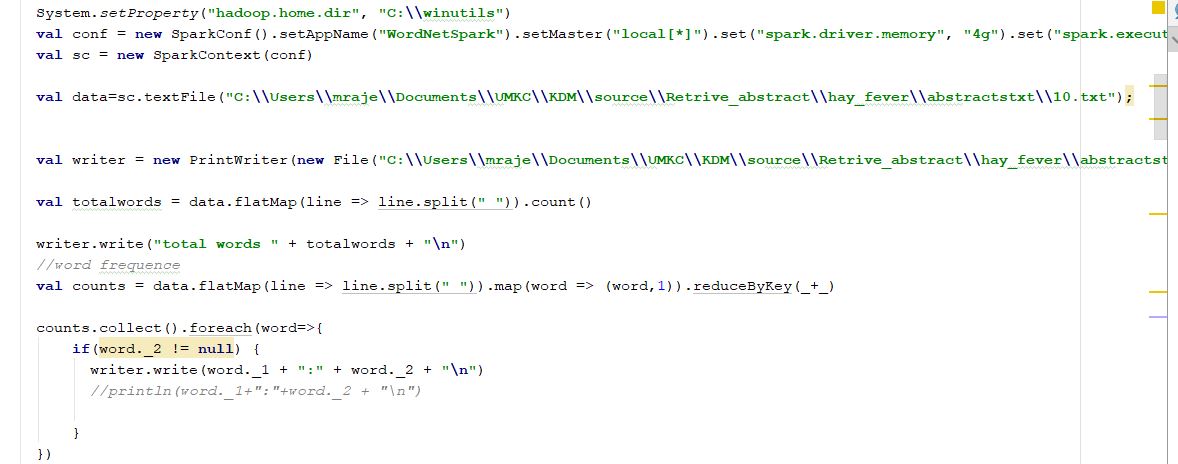 System.setProperty("hadoop.home.dir", "C:\\winutils")
val conf = new SparkConf().setAppName("WordNetSpark").setMaster("local[*]").set("spark.driver.memory", "4g").set("spark.execut
val sc = new SparkContext(conf)
val data=sc.textFile("C:\\Users\\mraje\\Documents\\UMKC\\KDM\\source\\Retrive_abstract\\hay_fever\\abstractstxt\\10.txt");
val writer = new PrintWriter(new File("C:\\Users\\mraje\\Documents\\UMKC\\KDM\\source\\Retrive_abstract\\hay_fever\\abstractst
val totalwords = data.flatMap(line => line.split(" ")).count()
writer.write("total words " + totalwords + "\n")
//word frequence
val counts = data.flatMap(line => line.split(" ")).map(word => (word,1)).reduceByKey(_+_)
counts.collect().foreach(word=>{
if(word._2 != null) {
writer.write(word._1 + ":" + word._2 + "\n")
//println(word._1+":"+word._2 + "\n")
}
})